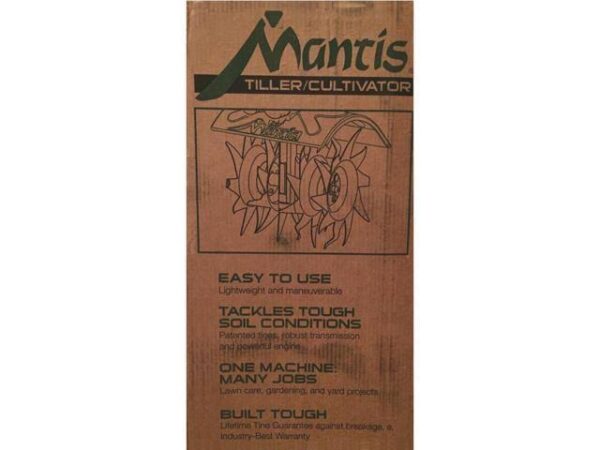 Mantis
TILLER/CULTIVATOR
Mantis
EASY TO USE
Lightweight and maneuverable
TACKLES TOUGH
SOIL CONDITIONS
Patented tines, robust transmission
and powerful engine
ONE MACHINE:
MANY JOBS
Lawn care, gardening, and yard projects
BUILT TOUGH
Lifetime Tine Guarantee against breakage, e.
Industry-Best Warranty